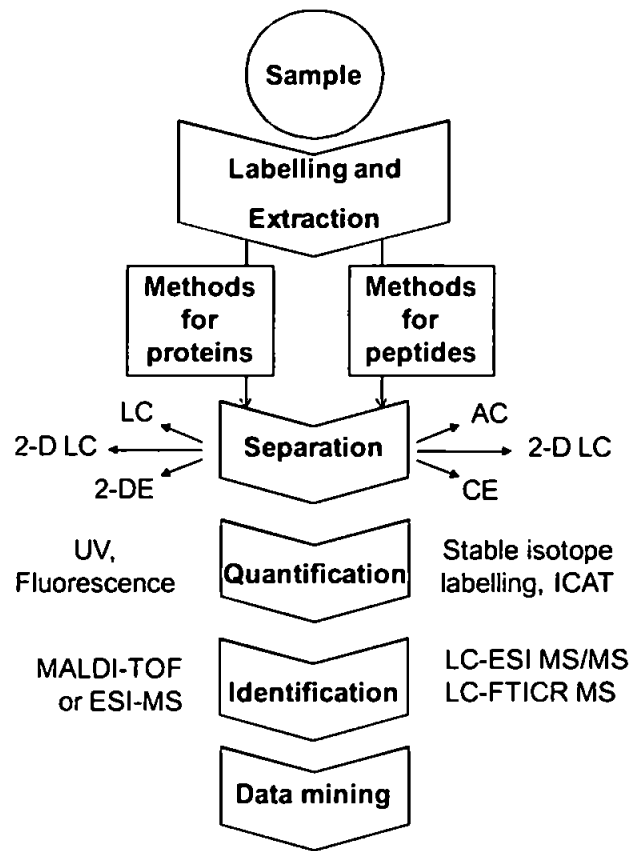 Sample
Labelling and
Extraction
Methods
for
proteins
Methods
for
peptides
LC
2-D LC
2-DE
Separation
AC
2-D LC
CE
UV,
Fluorescence
Quantification
Stable isotope
labelling, ICAT
MALDI-TOF
or ESI-MS
Identification
LC-ESI MS/MS
LC-FTICR MS
Data mining